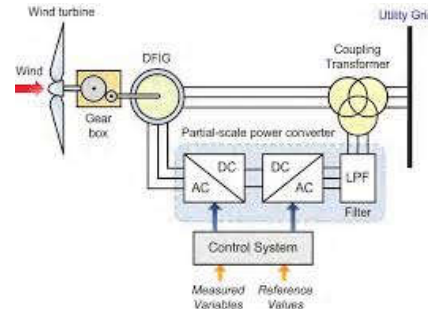 Wind turbine
Utility Gri
DFIG
Coupling
Transformer
Wind
Gear
box
Partial-scale power converter
DC
AC
DC
AC
LPF
Filter
Control System
Measured
Variables
Reference
Values